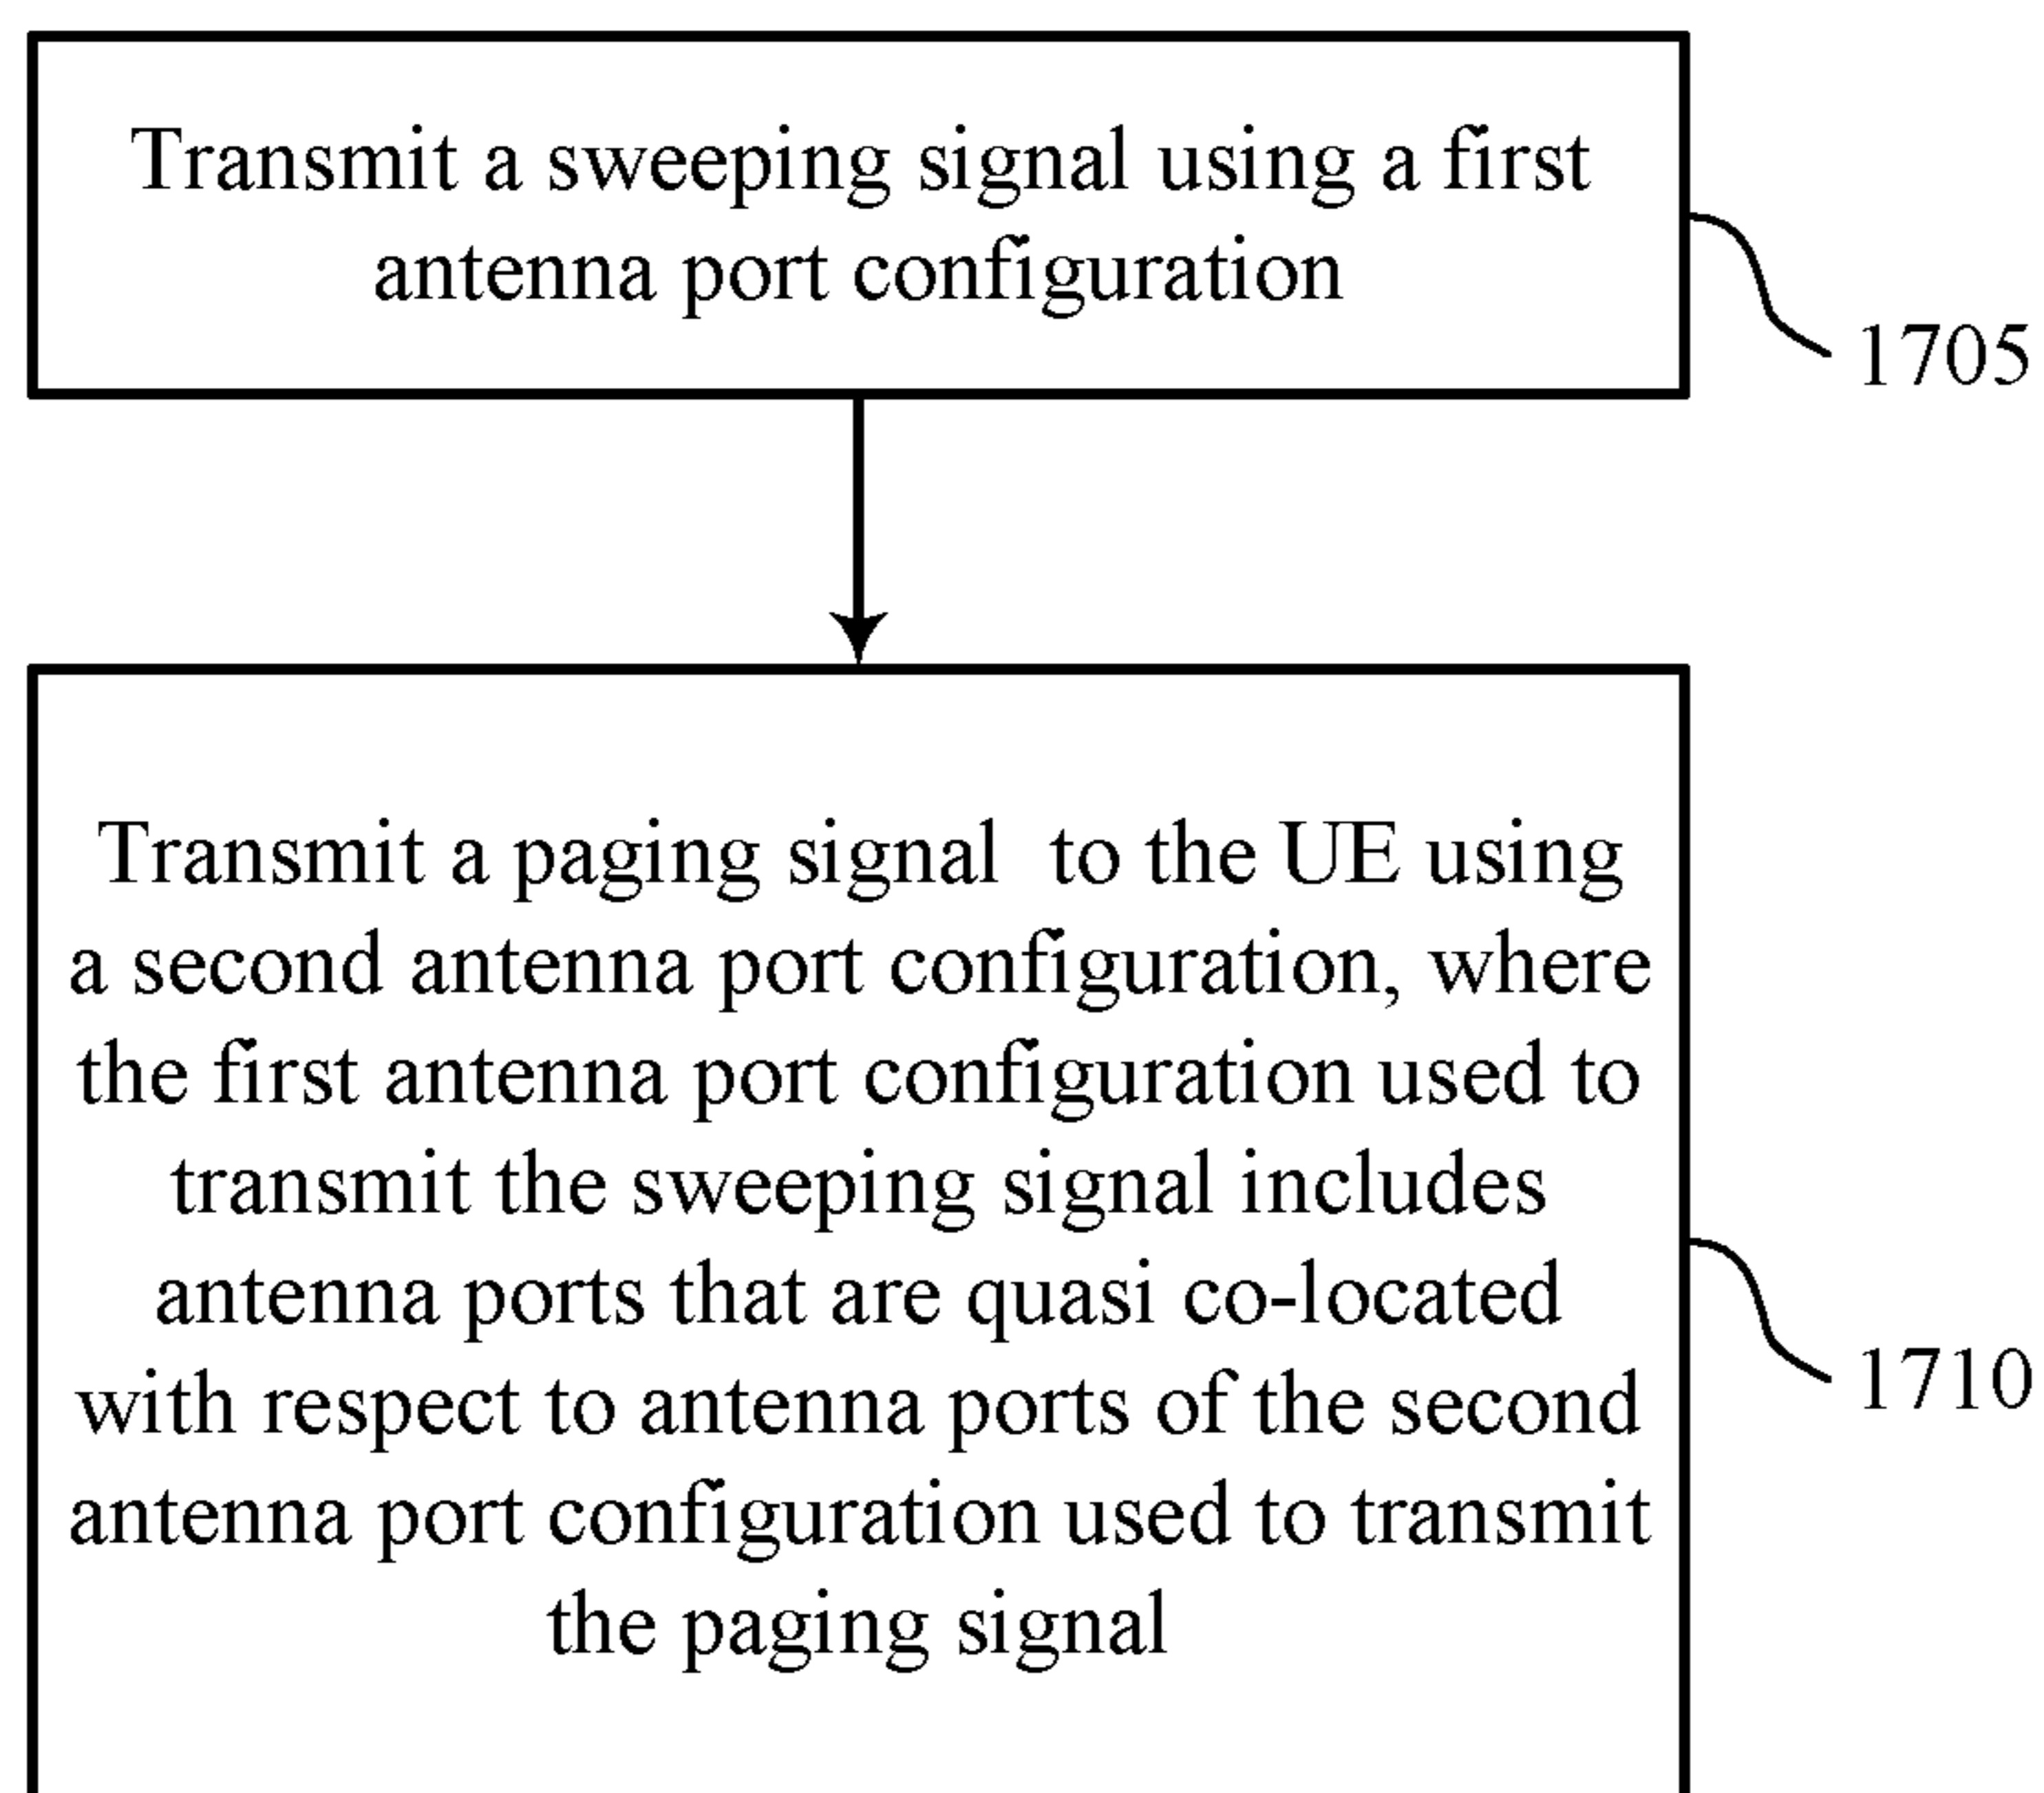 Transmit a sweeping signal using a first
antenna port configuration
1705
Transmit a paging signal  to the UE using
a second antenna port configuration, where
the first antenna port configuration used to
transmit the sweeping signal includes
antenna ports that are quasi co-located
with respect to antenna ports of the second
antenna port configuration used to transmit
the paging signal
1710